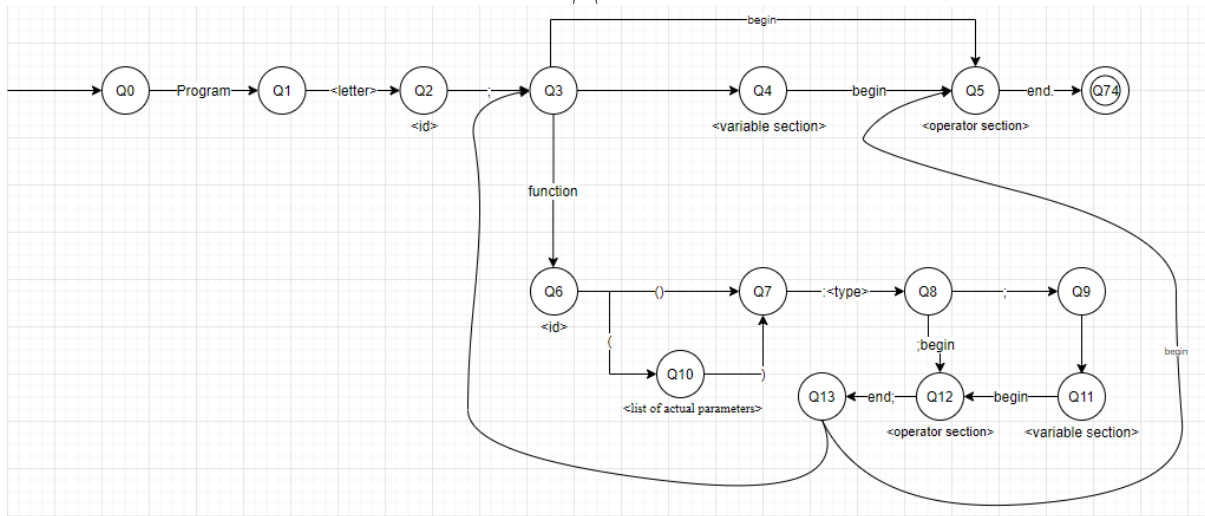 begin
Q0 Program Q1 <letter> Q2 ; Q3 Q4 begin Q5 end. Q74
<id> <variable section> <operator section>
function
Q6 () Q7 :<type> Q8 ; Q9
<id>
( ;begin begin
Q10 )
Q13 end; Q12 begin Q11
<list of actual parameters>
<operator section> <variable section>